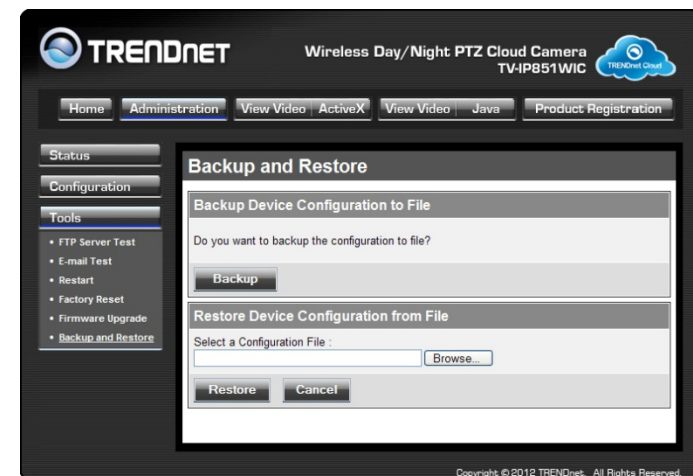 TRENDNET
Wireless Day/Night PTZ Cloud Camera
TV-IP851WIC
TRENDnet Cloud
Home Administration View Video ActiveX View Video Java Product Registration
Status
Configuration
Tools
• FTP Server Test
• E-mail Test
• Restart
• Factory Reset
• Firmware Upgrade
• Backup and Restore
Backup and Restore
Backup Device Configuration to File
Do you want to backup the configuration to file?
Backup
Restore Device Configuration from File
Select a Configuration File :
Browse...
Restore Cancel
Copyright © 2012 TRENDnet. All Rights Reserved.